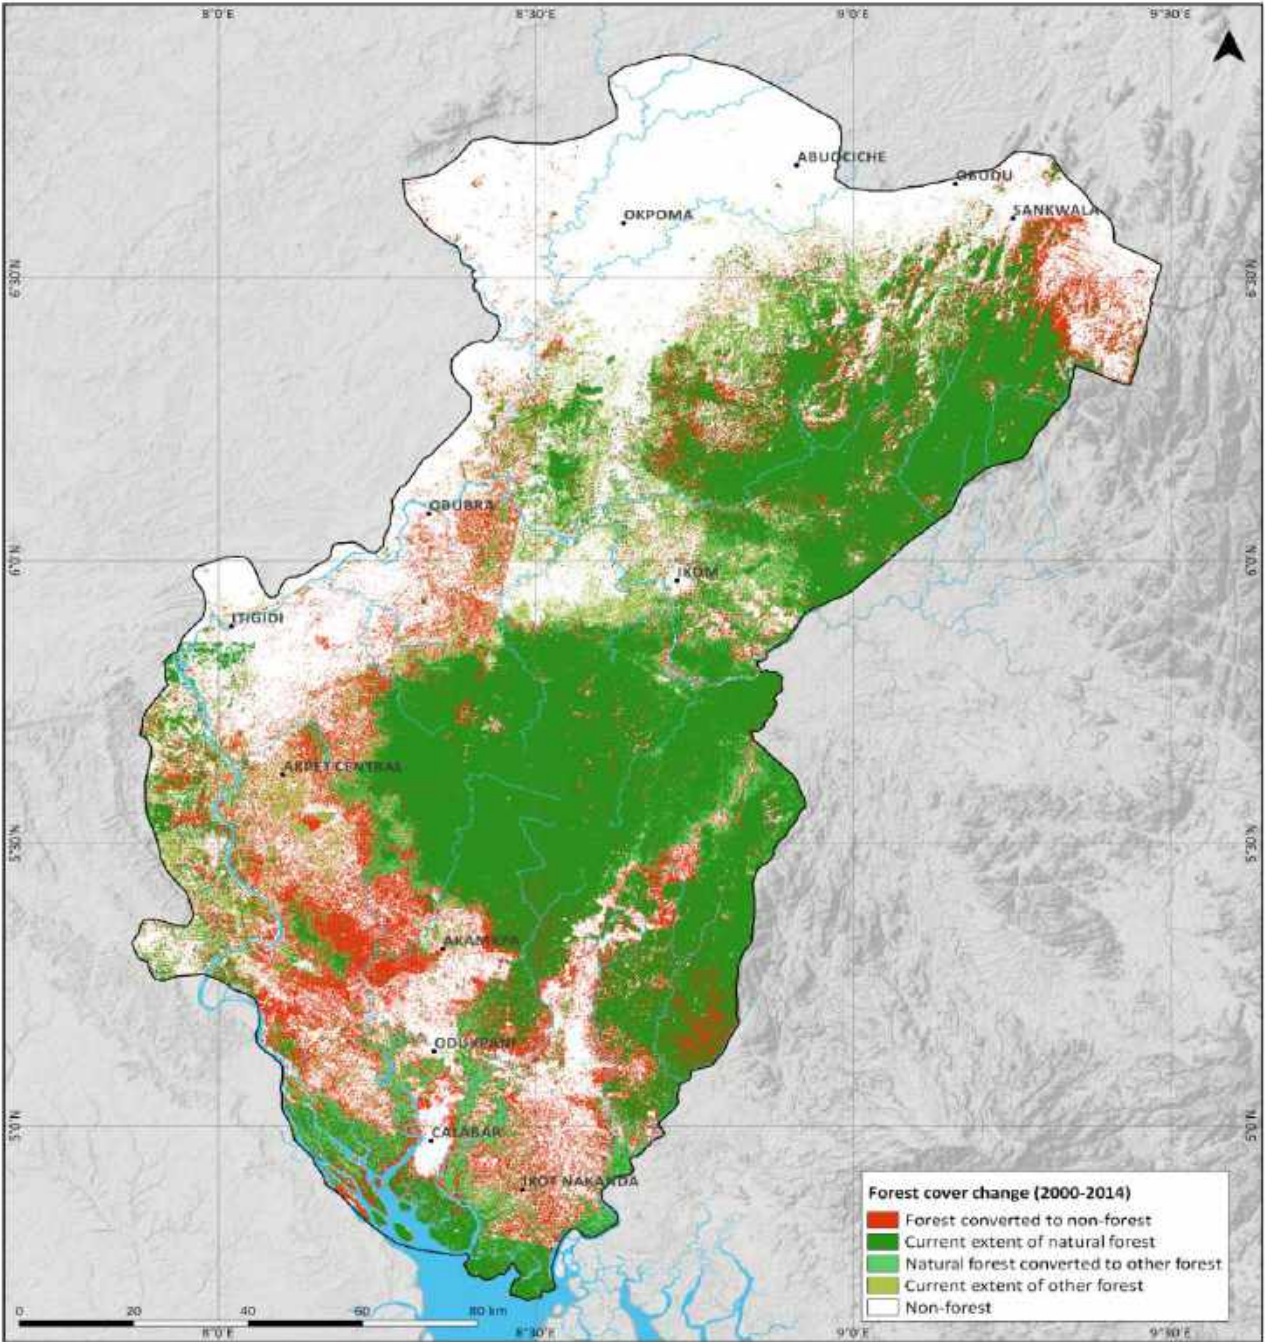 8°0'E 8°30'E 9°0'E 9°30'E
ABUOCICHE
OBUDU
SANKWALA
OKPOMA
6°30'N 6°30'N
OBUBRA
6°0'N 6°0'N
IKOM
ITIGIDI
AKPET CENTRAL
5°30'N 5°30'N
AKAMKPA
ODUKPANI
5°0'N 5°0'N
CALABAR
IKOT NAKANDA
Forest cover change (2000-2014)
Forest converted to non-forest
Current extent of natural forest
Natural forest converted to other forest
Current extent of other forest
Non-forest
0 20 40 60 80 km
8°0'E 8°30'E 9°0'E 9°30'E